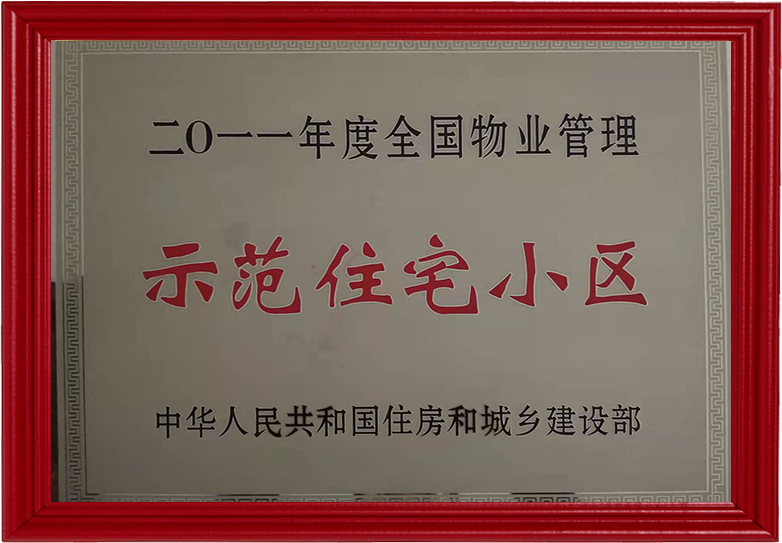 二〇一一年度全国物业管理
示范住宅小区
中华人民共和国住房和城乡建设部